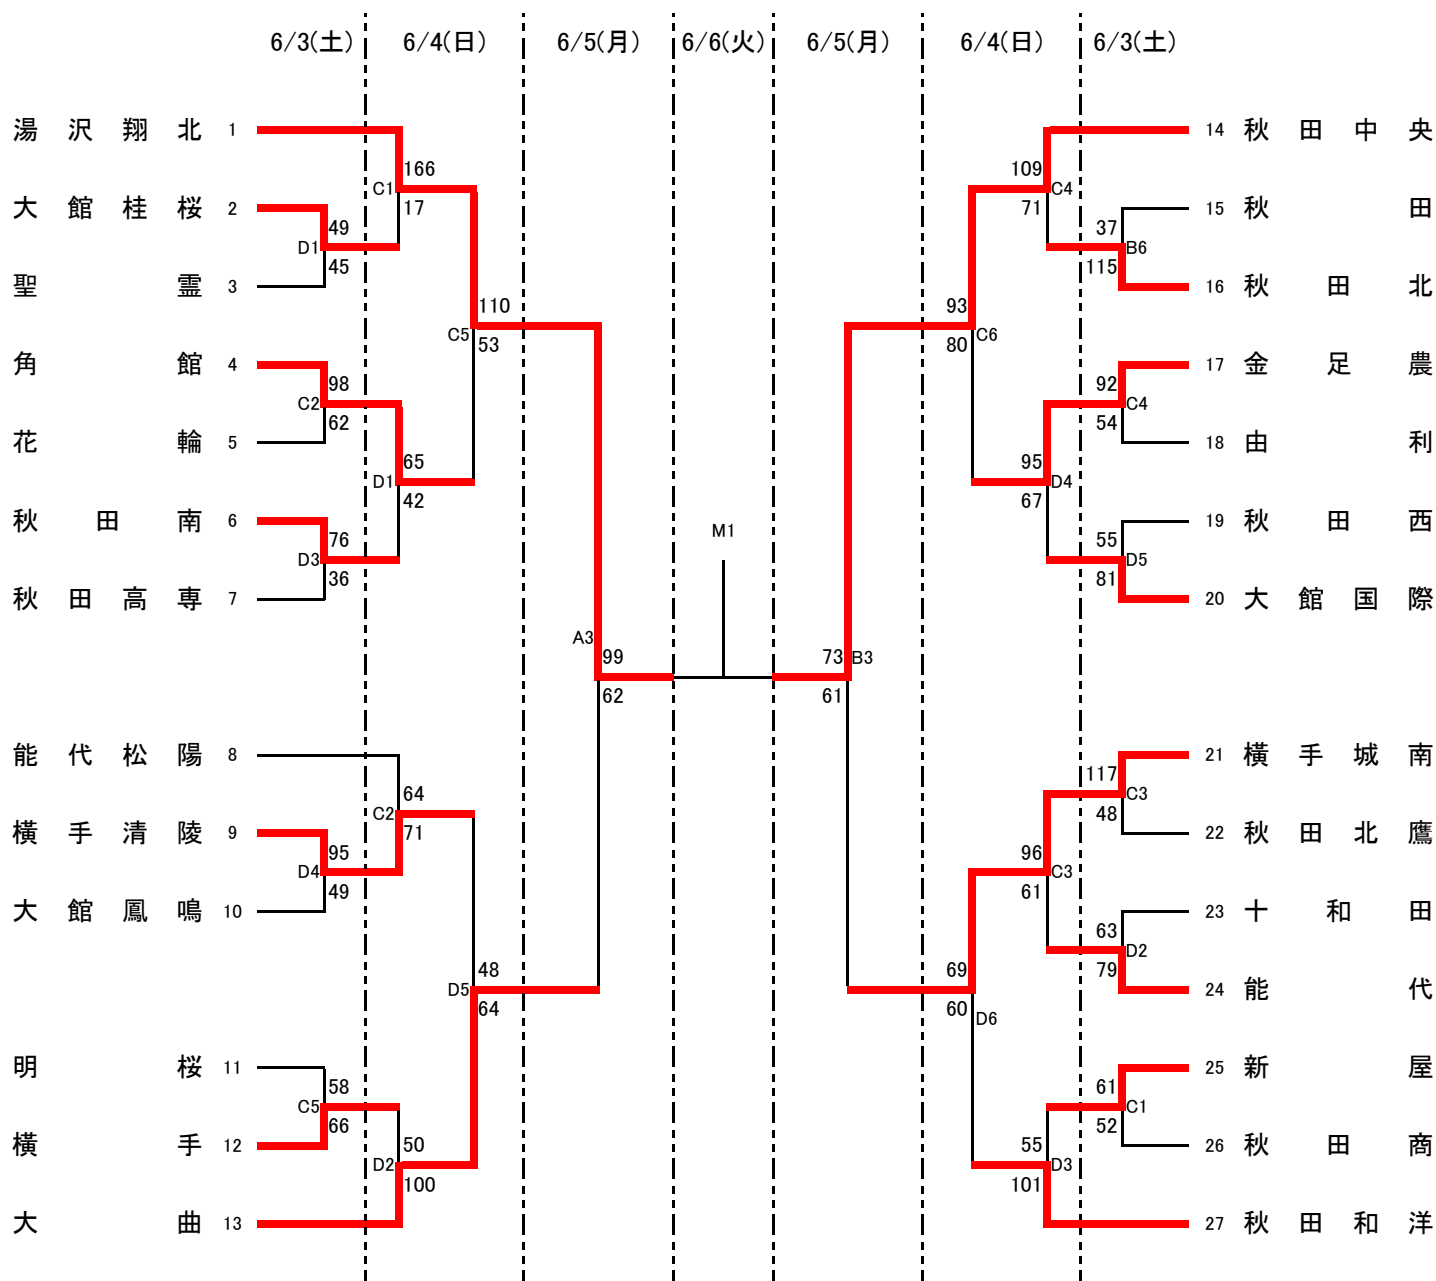 6/3(土) 6/4(日) 6/5(月) 6/6(火) 6/5(月) 6/4(日) 6/3(土)
湯沢翔北 1
14 秋田中央
166
109
C1
C4
大館桂桜 2
17
71
15 秋田
49
37
D1
B6
45
115
聖霊 3
16 秋田北
110
93
C5
C6
53
80
角館 4
17 金足農
98
92
C2
C4
62
54
花輪 5
18 由利
65
95
D1
D4
42
67
秋田南 6
19 秋田西
76
55
M1
D3
D5
36
81
秋田高専 7
20 大館国際
A3
99
73
B3
62
61
能代松陽 8
21 横手城南
64
117
C2
C3
71
48
横手清陵 9
22 秋田北鷹
95
96
D4
C3
49
61
大館鳳鳴 10
23 十和田
63
D2
48
69
79
D5
24 能代
64
60
D6
明桜 11
25 新屋
58
61
C5
C1
66
52
横手 12
26 秋田商
50
55
D2
D3
100
101
大曲 13
27 秋田和洋